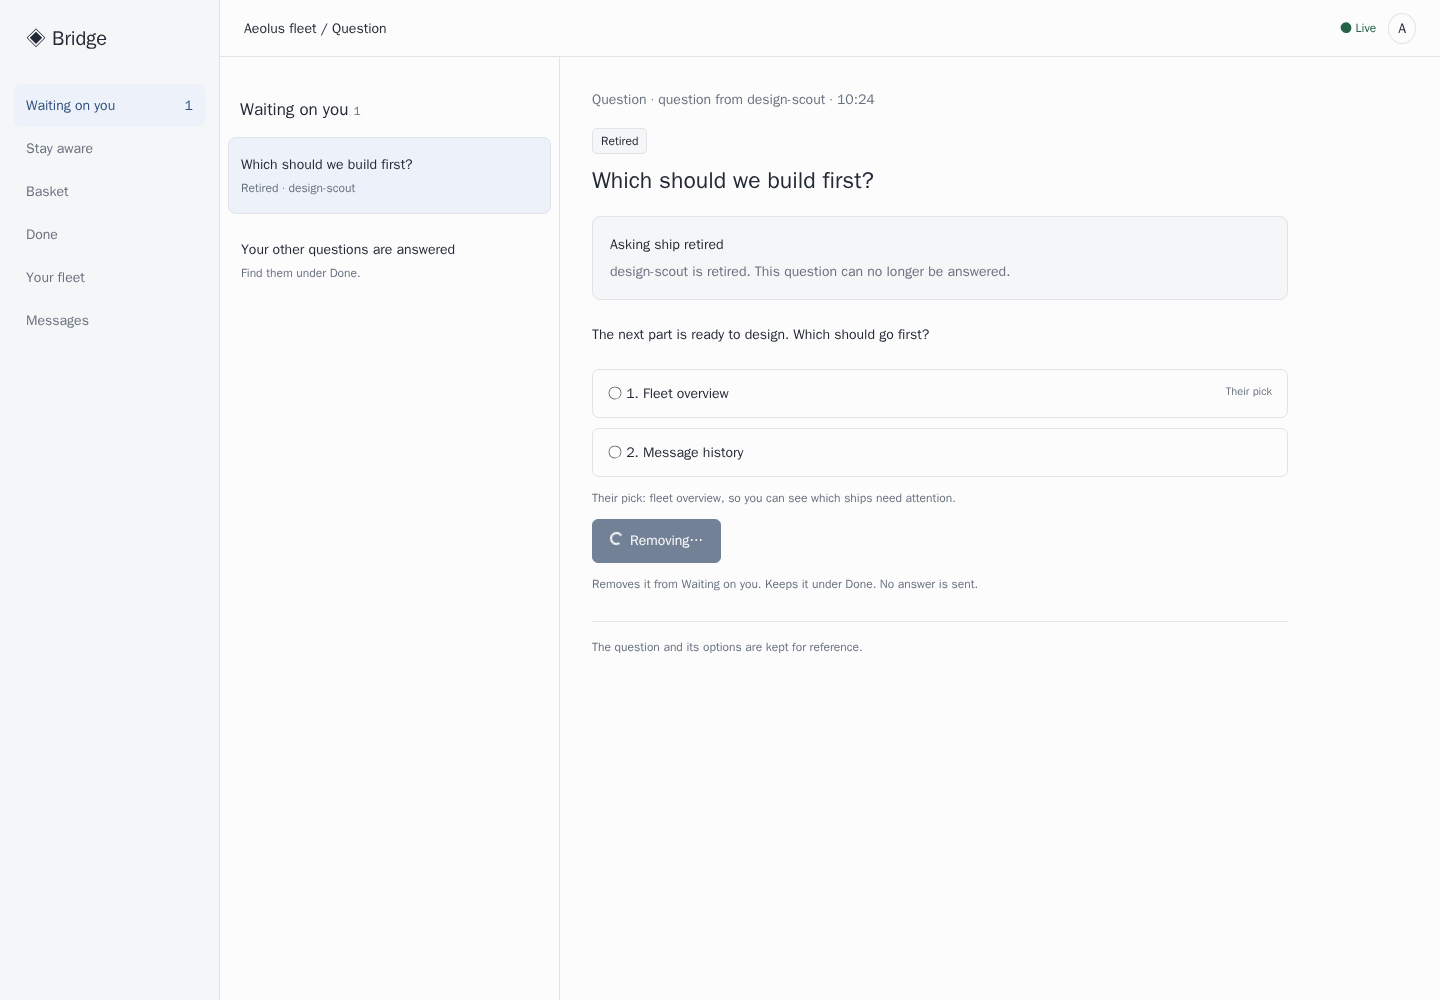 Bridge
Waiting on you 1
Stay aware
Basket
Done
Your fleet
Messages
Aeolus fleet / Question
Live
A
Waiting on you 1
Which should we build first?
Retired · design-scout
Your other questions are answered
Find them under Done.
Question · question from design-scout · 10:24
Retired
Which should we build first?
Asking ship retired
design-scout is retired. This question can no longer be answered.
The next part is ready to design. Which should go first?
1. Fleet overview
Their pick
2. Message history
Their pick: fleet overview, so you can see which ships need attention.
Removing…
Removes it from Waiting on you. Keeps it under Done. No answer is sent.
The question and its options are kept for reference.